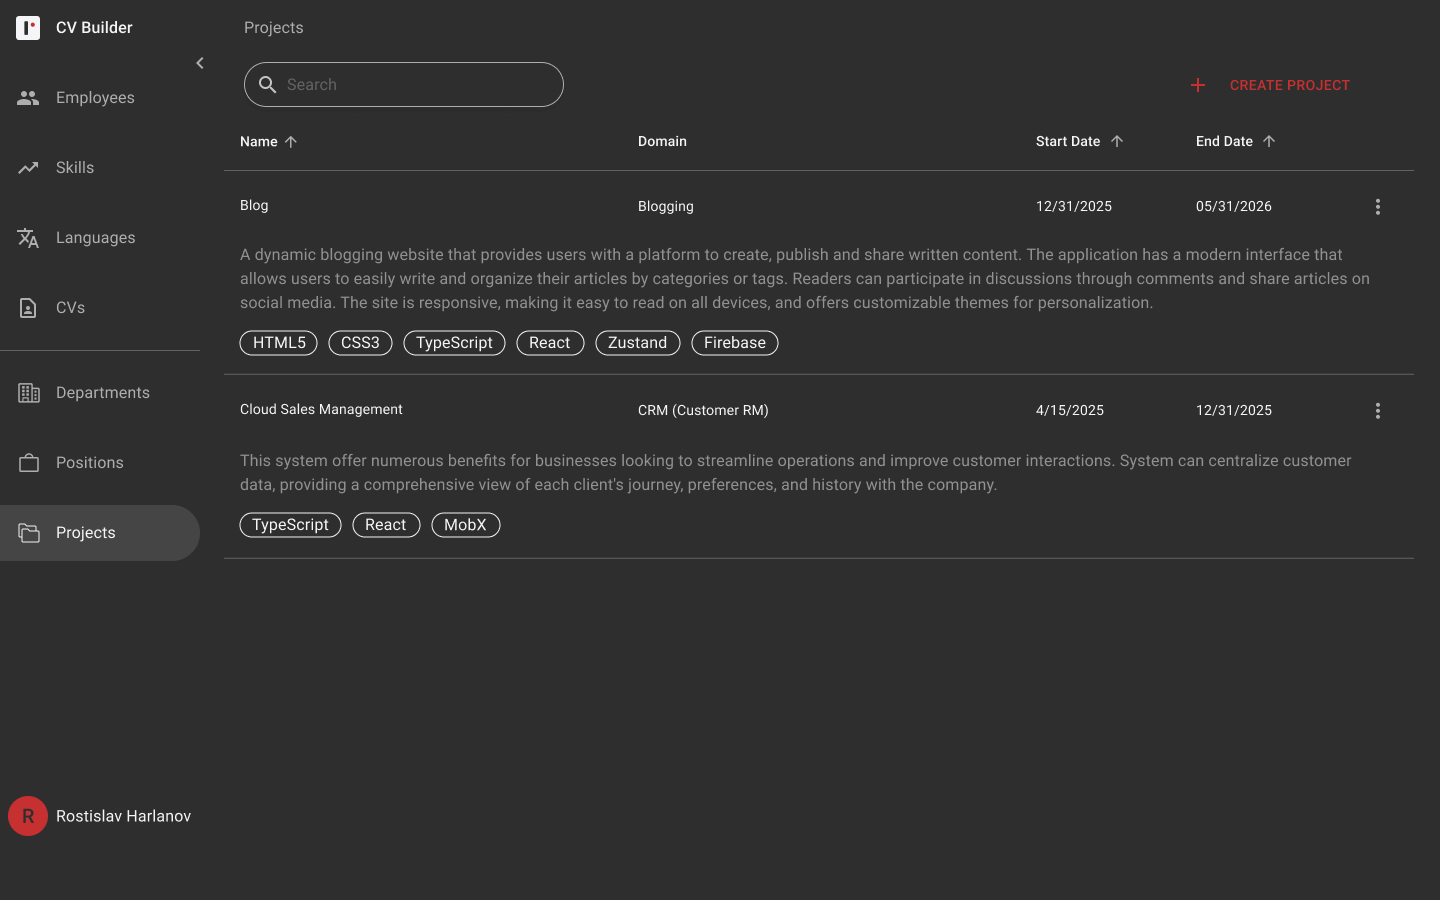 CV Builder
Employees
Skills
Languages
CVs
Departments
Positions
Projects
R
Rostislav Harlanov
Projects
Search
CREATE PROJECT
Name Domain Start Date End Date
Blog Blogging 12/31/2025 05/31/2026
A dynamic blogging website that provides users with a platform to create, publish and share written content. The application has a modern interface that
allows users to easily write and organize their articles by categories or tags. Readers can participate in discussions through comments and share articles on
social media. The site is responsive, making it easy to read on all devices, and offers customizable themes for personalization.
HTML5 CSS3 TypeScript React Zustand Firebase
Cloud Sales Management CRM (Customer RM) 4/15/2025 12/31/2025
This system offer numerous benefits for businesses looking to streamline operations and improve customer interactions. System can centralize customer
data, providing a comprehensive view of each client's journey, preferences, and history with the company.
TypeScript React MobX